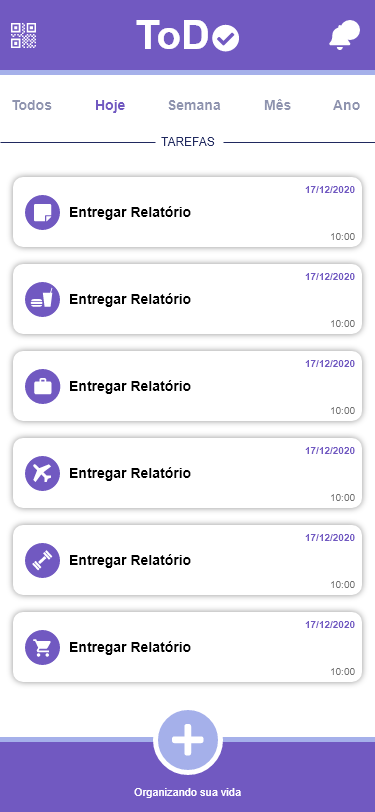 ToDo
Todos Hoje Semana Mês Ano
TAREFAS
17/12/2020
Entregar Relatório
10:00
17/12/2020
Entregar Relatório
10:00
17/12/2020
Entregar Relatório
10:00
17/12/2020
Entregar Relatório
10:00
17/12/2020
Entregar Relatório
10:00
17/12/2020
Entregar Relatório
10:00
Organizando sua vida